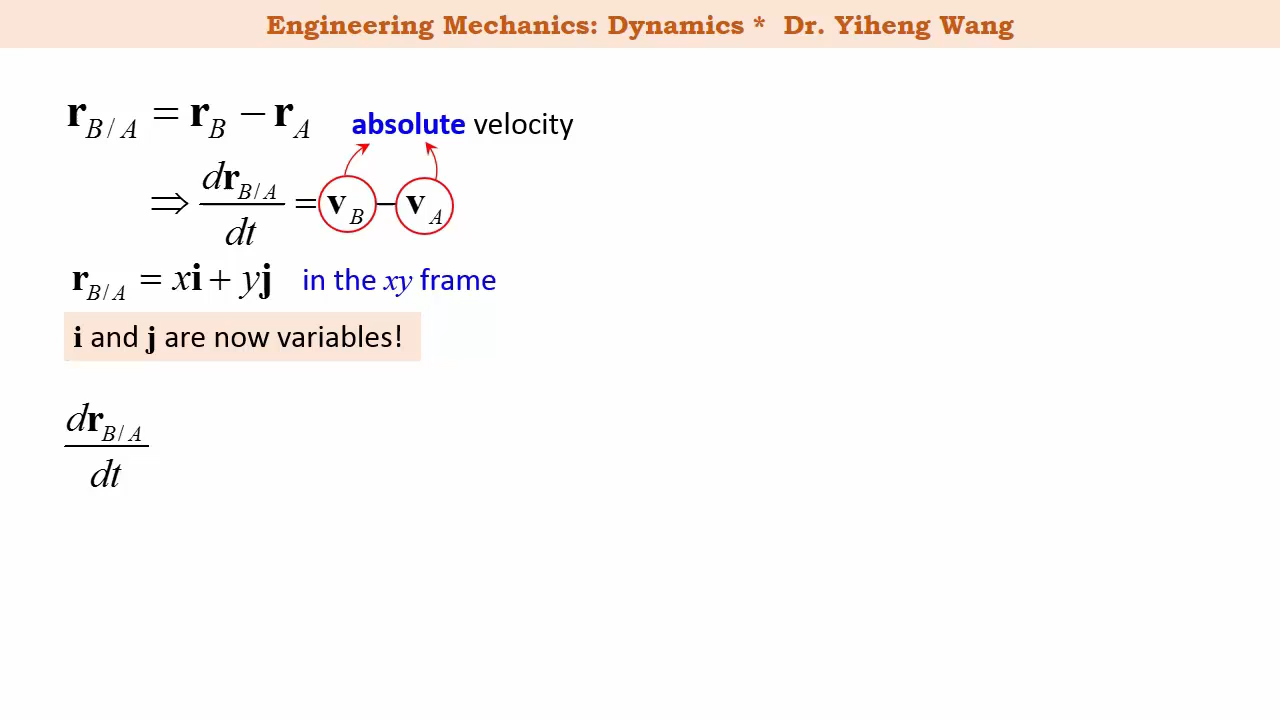 Engineering Mechanics: Dynamics * Dr. Yiheng Wang
r_{B/A} = r_B − r_A
absolute velocity
⇒ dr_{B/A}/dt = v_B − v_A
r_{B/A} = xi + yj in the xy frame
i and j are now variables!
dr_{B/A}/dt